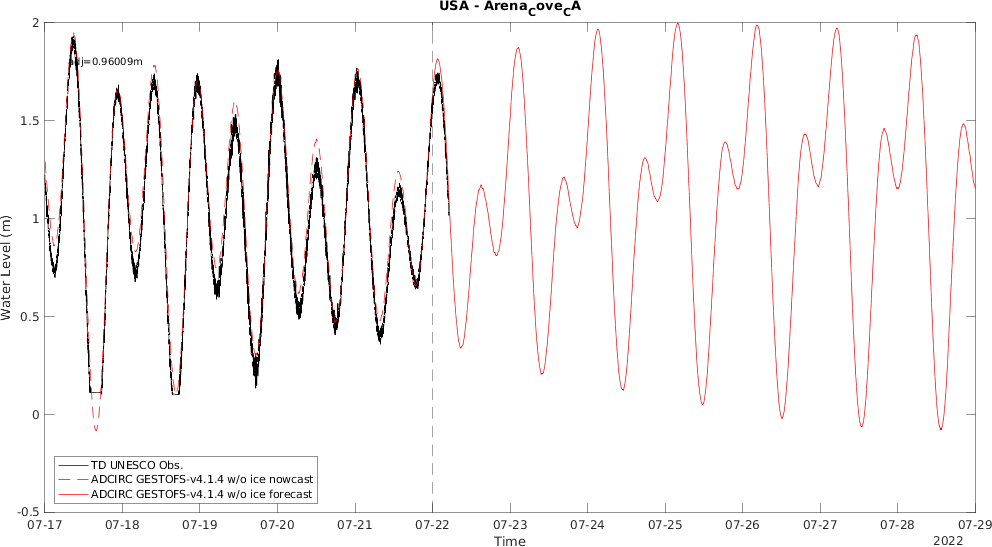 USA - ArenaCoveCA
2
1.5
1
0.5
0
-0.5
Water Level (m)
adj=0.96009m
TD UNESCO Obs.
ADCIRC GESTOFS-v4.1.4 w/o ice nowcast
ADCIRC GESTOFS-v4.1.4 w/o ice forecast
07-17 07-18 07-19 07-20 07-21 07-22 07-23 07-24 07-25 07-26 07-27 07-28 07-29
Time
2022